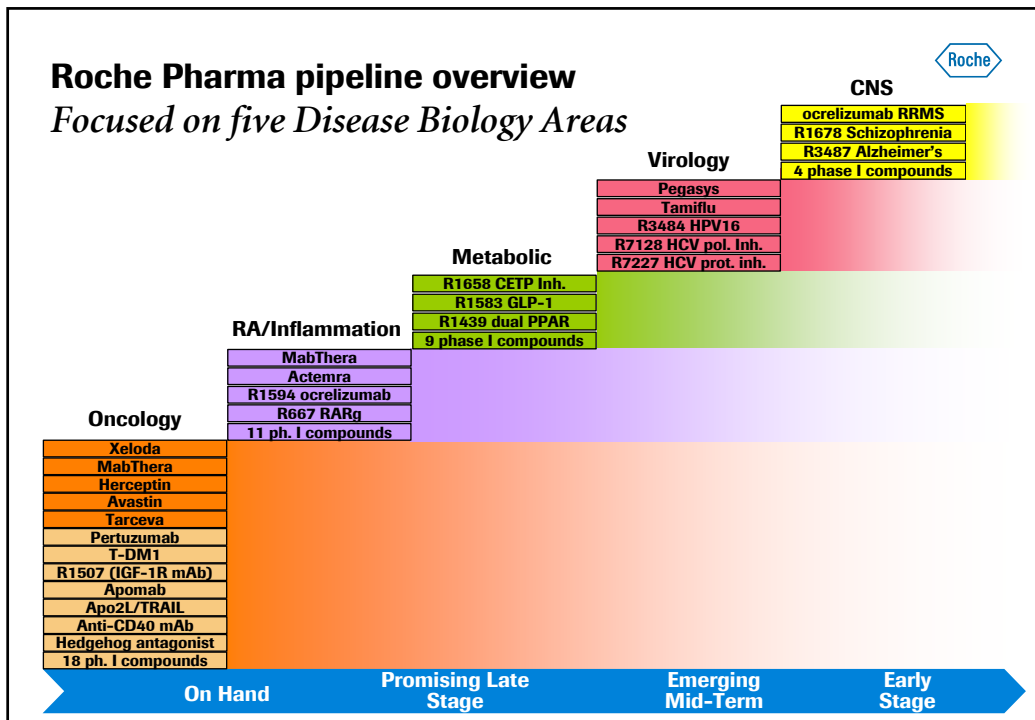 Roche Pharma pipeline overview
Focused on five Disease Biology Areas
Roche
CNS
ocrelizumab RRMS
R1678 Schizophrenia
R3487 Alzheimer's
4 phase I compounds
Virology
Pegasys
Tamiflu
R3484 HPV16
R7128 HCV pol. Inh.
R7227 HCV prot. inh.
Metabolic
R1658 CETP Inh.
R1583 GLP-1
R1439 dual PPAR
9 phase I compounds
RA/Inflammation
MabThera
Actemra
R1594 ocrelizumab
R667 RARg
11 ph. I compounds
Oncology
Xeloda
MabThera
Herceptin
Avastin
Tarceva
Pertuzumab
T-DM1
R1507 (IGF-1R mAb)
Apomab
Apo2L/TRAIL
Anti-CD40 mAb
Hedgehog antagonist
18 ph. I compounds
On Hand
Promising Late
Stage
Emerging
Mid-Term
Early
Stage